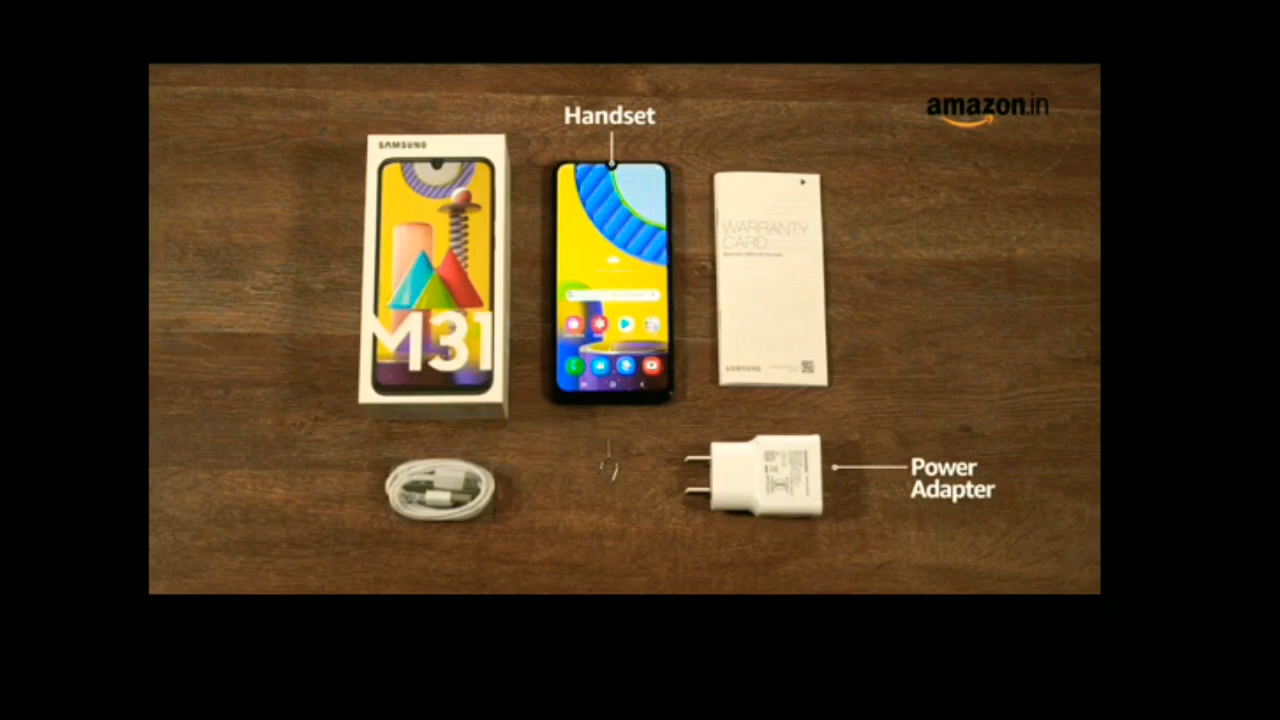 Handset
amazon.in
SAMSUNG
M31
WARRANTY
CARD
SAMSUNG
Power
Adapter